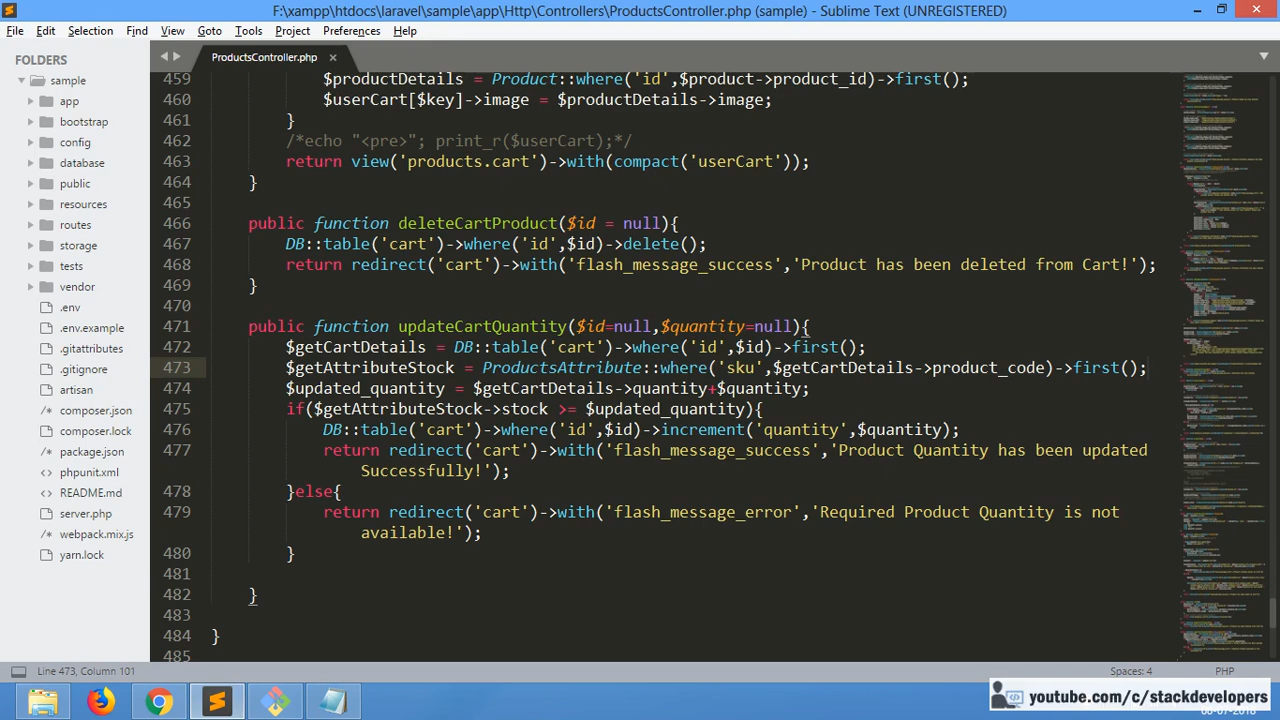 F:\xampp\htdocs\laravel\sample\app\Http\Controllers\ProductsController.php (sample) - Sublime Text (UNREGISTERED)
File Edit Selection Find View Goto Tools Project Preferences Help
FOLDERS
sample
app
bootstrap
config
database
public
resources
routes
storage
tests
vendor
.env
.env.example
.gitattributes
.gitignore
artisan
composer.json
composer.lock
package.json
phpunit.xml
README.md
server.php
webpack.mix.js
yarn.lock
ProductsController.php
459 $productDetails = Product::where('id',$product->product_id)->first();
460 $userCart[$key]->image = $productDetails->image;
461 }
462 /*echo "<pre>"; print_r($userCart);*/
463 return view('products.cart')->with(compact('userCart'));
464 }
465
466 public function deleteCartProduct($id = null){
467 DB::table('cart')->where('id',$id)->delete();
468 return redirect('cart')->with('flash_message_success','Product has been deleted from Cart!');
469 }
470
471 public function updateCartQuantity($id=null,$quantity=null){
472 $getCartDetails = DB::table('cart')->where('id',$id)->first();
473 $getAttributeStock = ProductsAttribute::where('sku',$getCartDetails->product_code)->first();
474 $updated_quantity = $getCartDetails->quantity+$quantity;
475 if($getAttributeStock->stock >= $updated_quantity){
476 DB::table('cart')->where('id',$id)->increment('quantity',$quantity);
477 return redirect('cart')->with('flash_message_success','Product Quantity has been updated
Successfully!');
478 }else{
479 return redirect('cart')->with('flash_message_error','Required Product Quantity is not
available!');
480 }
481
482 }
483
484 }
485
Line 473, Column 101
Spaces: 4
PHP
youtube.com/c/stackdevelopers